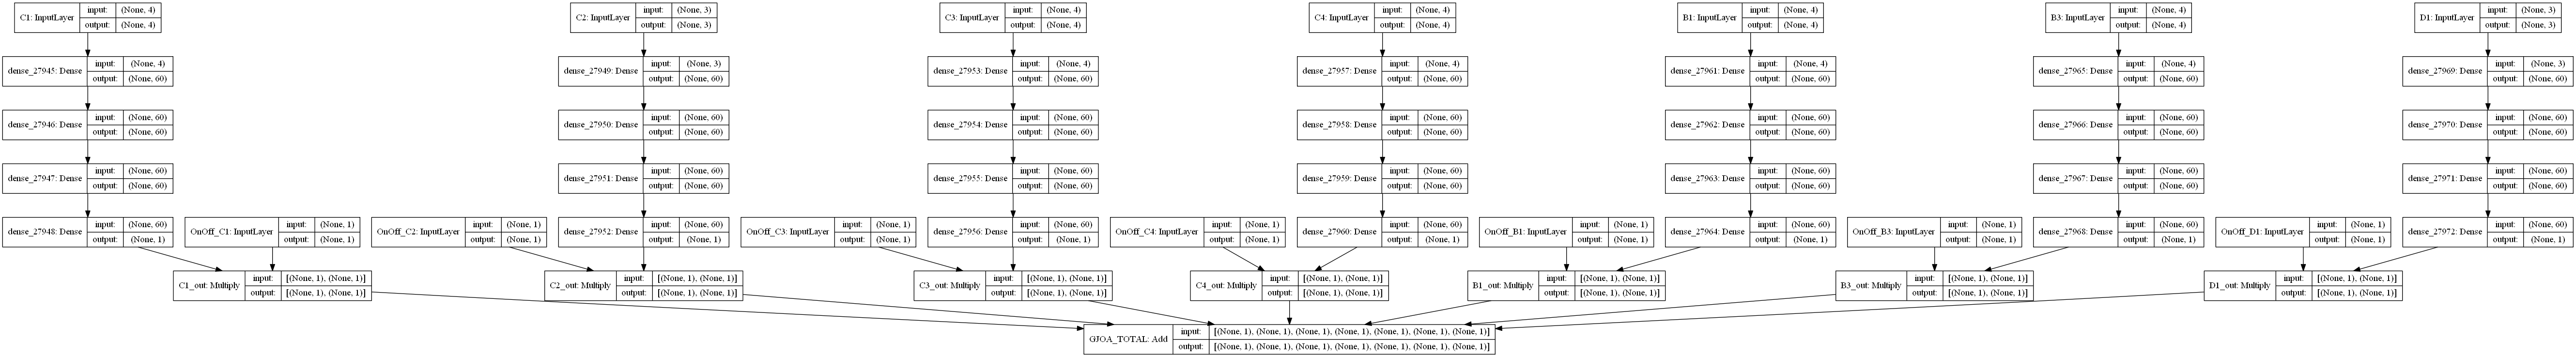 C1: InputLayer input: (None, 4) output: (None, 4)
C2: InputLayer input: (None, 3) output: (None, 3)
C3: InputLayer input: (None, 4) output: (None, 4)
C4: InputLayer input: (None, 4) output: (None, 4)
B1: InputLayer input: (None, 4) output: (None, 4)
B3: InputLayer input: (None, 4) output: (None, 4)
D1: InputLayer input: (None, 3) output: (None, 3)
dense_27945: Dense input: (None, 4) output: (None, 60)
dense_27949: Dense input: (None, 3) output: (None, 60)
dense_27953: Dense input: (None, 4) output: (None, 60)
dense_27957: Dense input: (None, 4) output: (None, 60)
dense_27961: Dense input: (None, 4) output: (None, 60)
dense_27965: Dense input: (None, 4) output: (None, 60)
dense_27969: Dense input: (None, 3) output: (None, 60)
dense_27946: Dense input: (None, 60) output: (None, 60)
dense_27950: Dense input: (None, 60) output: (None, 60)
dense_27954: Dense input: (None, 60) output: (None, 60)
dense_27958: Dense input: (None, 60) output: (None, 60)
dense_27962: Dense input: (None, 60) output: (None, 60)
dense_27966: Dense input: (None, 60) output: (None, 60)
dense_27970: Dense input: (None, 60) output: (None, 60)
dense_27947: Dense input: (None, 60) output: (None, 60)
dense_27951: Dense input: (None, 60) output: (None, 60)
dense_27955: Dense input: (None, 60) output: (None, 60)
dense_27959: Dense input: (None, 60) output: (None, 60)
dense_27963: Dense input: (None, 60) output: (None, 60)
dense_27967: Dense input: (None, 60) output: (None, 60)
dense_27971: Dense input: (None, 60) output: (None, 60)
dense_27948: Dense input: (None, 60) output: (None, 1)
OnOff_C1: InputLayer input: (None, 1) output: (None, 1)
OnOff_C2: InputLayer input: (None, 1) output: (None, 1)
dense_27952: Dense input: (None, 60) output: (None, 1)
OnOff_C3: InputLayer input: (None, 1) output: (None, 1)
dense_27956: Dense input: (None, 60) output: (None, 1)
OnOff_C4: InputLayer input: (None, 1) output: (None, 1)
dense_27960: Dense input: (None, 60) output: (None, 1)
OnOff_B1: InputLayer input: (None, 1) output: (None, 1)
dense_27964: Dense input: (None, 60) output: (None, 1)
OnOff_B3: InputLayer input: (None, 1) output: (None, 1)
dense_27968: Dense input: (None, 60) output: (None, 1)
OnOff_D1: InputLayer input: (None, 1) output: (None, 1)
dense_27972: Dense input: (None, 60) output: (None, 1)
C1_out: Multiply input: [(None, 1), (None, 1)] output: [(None, 1), (None, 1)]
C2_out: Multiply input: [(None, 1), (None, 1)] output: [(None, 1), (None, 1)]
C3_out: Multiply input: [(None, 1), (None, 1)] output: [(None, 1), (None, 1)]
C4_out: Multiply input: [(None, 1), (None, 1)] output: [(None, 1), (None, 1)]
B1_out: Multiply input: [(None, 1), (None, 1)] output: [(None, 1), (None, 1)]
B3_out: Multiply input: [(None, 1), (None, 1)] output: [(None, 1), (None, 1)]
D1_out: Multiply input: [(None, 1), (None, 1)] output: [(None, 1), (None, 1)]
GJOA_TOTAL: Add input: [(None, 1), (None, 1), (None, 1), (None, 1), (None, 1), (None, 1), (None, 1)] output: [(None, 1), (None, 1), (None, 1), (None, 1), (None, 1), (None, 1), (None, 1)]